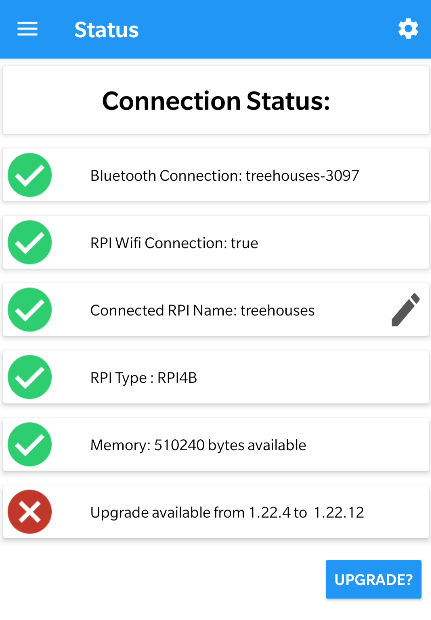 Status
Connection Status:
Bluetooth Connection: treehouses-3097
RPI Wifi Connection: true
Connected RPI Name: treehouses
RPI Type : RPI4B
Memory: 510240 bytes available
Upgrade available from 1.22.4 to  1.22.12
UPGRADE?